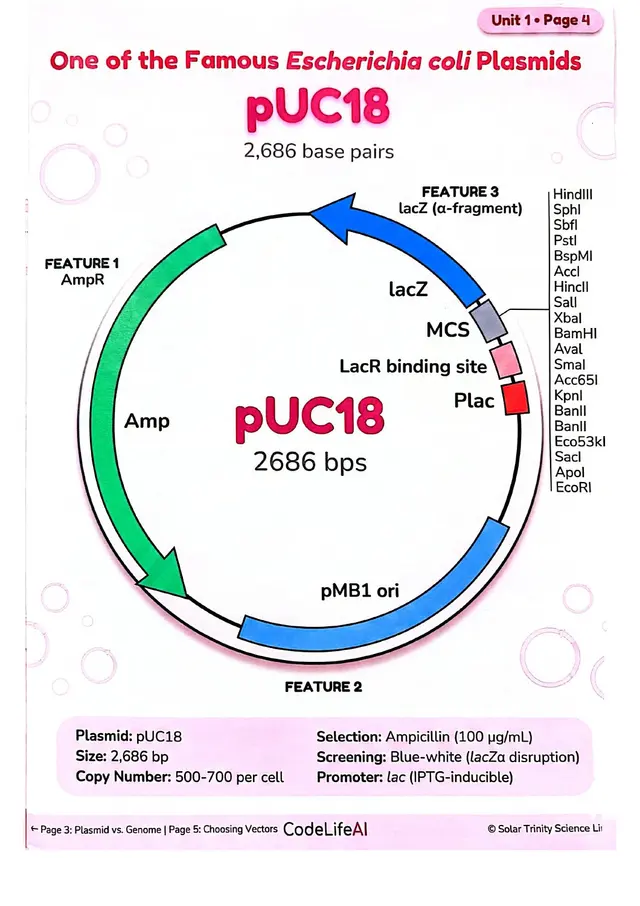 Unit 1 • Page 4
One of the Famous Escherichia coli Plasmids
pUC18
2,686 base pairs
FEATURE 3
lacZ (α-fragment)
HindIII
SphI
SbfI
PstI
BspMI
AccI
HincII
SalI
XbaI
BamHI
AvaI
SmaI
Acc65I
KpnI
BanII
BanII
Eco53kI
SacI
ApoI
EcoRI
FEATURE 1
AmpR
lacZ
MCS
LacR binding site
Plac
Amp
pUC18
2686 bps
pMB1 ori
FEATURE 2
Plasmid: pUC18
Size: 2,686 bp
Copy Number: 500-700 per cell
Selection: Ampicillin (100 µg/mL)
Screening: Blue-white (lacZα disruption)
Promoter: lac (IPTG-inducible)
← Page 3: Plasmid vs. Genome | Page 5: Choosing Vectors CodeLifeAI
© Solar Trinity Science